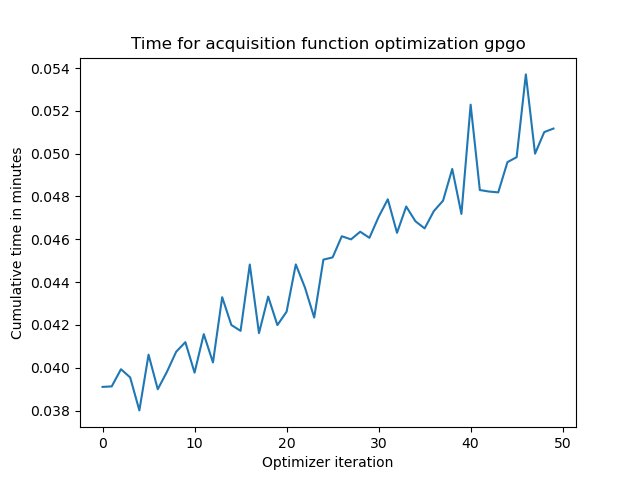 Time for acquisition function optimization gpgo
0.054
0.052
0.050
0.048
0.046
0.044
0.042
0.040
0.038
Cumulative time in minutes
0 10 20 30 40 50
Optimizer iteration